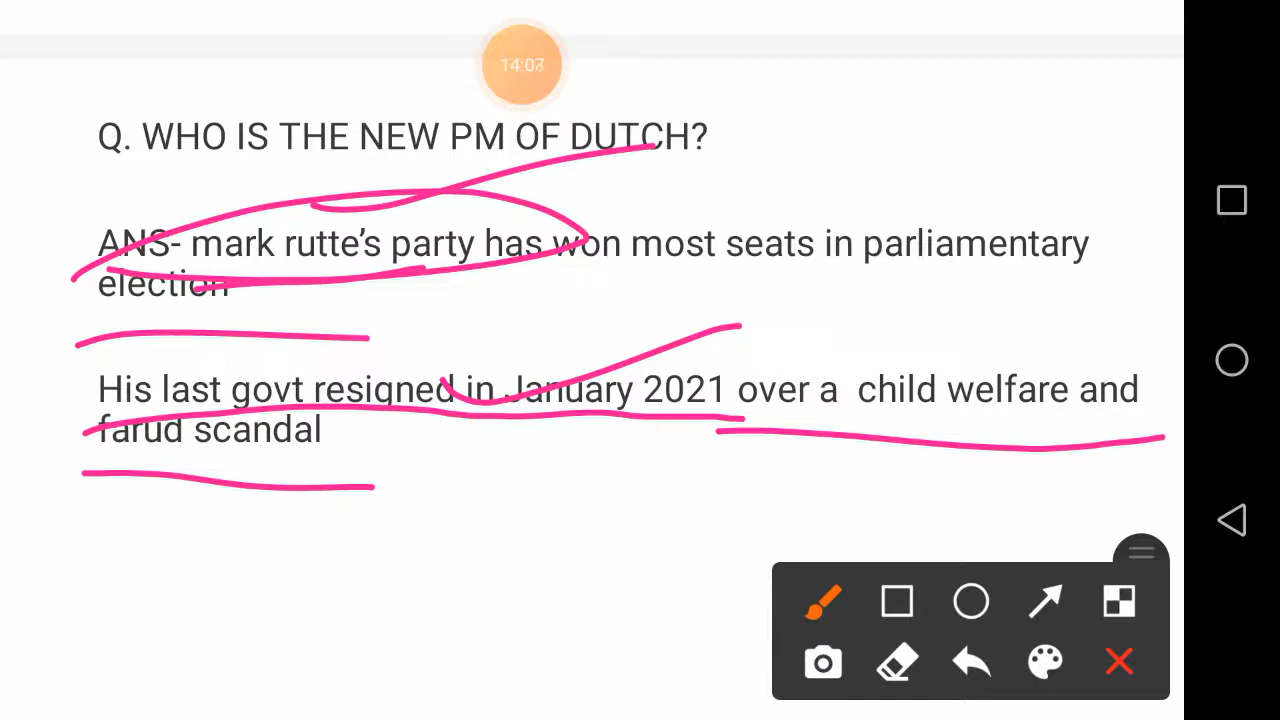 14:07
Q. WHO IS THE NEW PM OF DUTCH?
ANS- mark rutte’s party has won most seats in parliamentary
election
His last govt resigned in January 2021 over a child welfare and
farud scandal